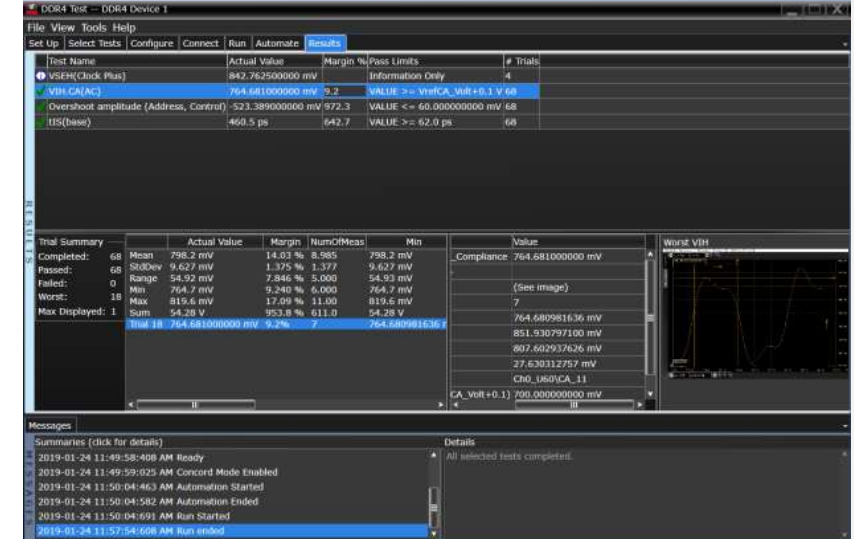 DDR4 Test -- DDR4 Device 1
File View Tools Help
Set Up Select Tests Configure Connect Run Automate Results
Test Name Actual Value Margin % Pass Limits # Trials
VSEH(Clock Plus) 842.762500000 mV Information Only 4
VIH.CA(AC) 764.681000000 mV 9.2 VALUE >= VrefCA_Volt+0.1 V 68
Overshoot amplitude (Address, Control) -523.389000000 mV 972.3 VALUE <= 60.000000000 mV 68
tIS(base) 460.5 ps 642.7 VALUE >= 62.0 ps 68
RESULTS
Trial Summary
Completed: 68
Passed: 68
Failed: 0
Worst: 18
Max Displayed: 1
Actual Value Margin NumOfMeas Min
Mean 798.2 mV 14.03 % 8.985 798.2 mV
StdDev 9.627 mV 1.375 % 1.377 9.627 mV
Range 54.92 mV 7.846 % 5.000 54.93 mV
Min 764.7 mV 9.240 % 6.000 764.7 mV
Max 819.6 mV 17.09 % 11.00 819.6 mV
Sum 54.28 V 953.8 % 611.0 54.28 V
Trial 18 764.681000000 mV 9.2% 7 764.680981636
Value
_Compliance 764.681000000 mV
(See image)
7
764.680981636 mV
851.930797100 mV
807.602937626 mV
27.630312757 mV
Ch0_U60\CA_11
CA_Volt+0.1) 700.000000000 mV
Worst VIH
Messages
MESSAGES
Summaries (click for details)
2019-01-24 11:49:58:408 AM Ready
2019-01-24 11:49:59:025 AM Concord Mode Enabled
2019-01-24 11:50:04:463 AM Automation Started
2019-01-24 11:50:04:582 AM Automation Ended
2019-01-24 11:50:04:691 AM Run Started
2019-01-24 11:57:54:608 AM Run ended
Details
All selected tests completed.